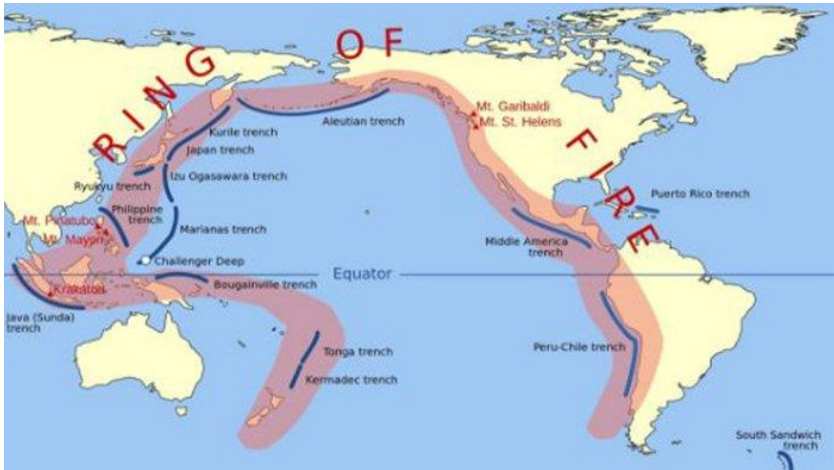 RING OF FIRE
Mt. Garibaldi
Mt. St. Helens
Aleutian trench
Kurile trench
Japan trench
Izu Ogasawara trench
Ryukyu trench
Philippine
trench
Puerto Rico trench
Mt. Pinatubo
Mt. Mayon
Marianas trench
Middle America
trench
Challenger Deep
Equator
Bougainville trench
Krakatoa
Java (Sunda)
trench
Tonga trench
Kermadec trench
Peru-Chile trench
South Sandwich
trench